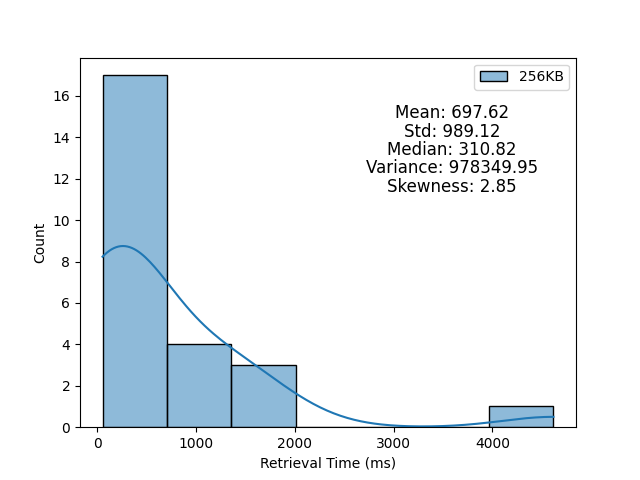 256KB
Mean: 697.62
Std: 989.12
Median: 310.82
Variance: 978349.95
Skewness: 2.85
16
14
12
10
8
6
4
2
0
Count
0 1000 2000 3000 4000
Retrieval Time (ms)